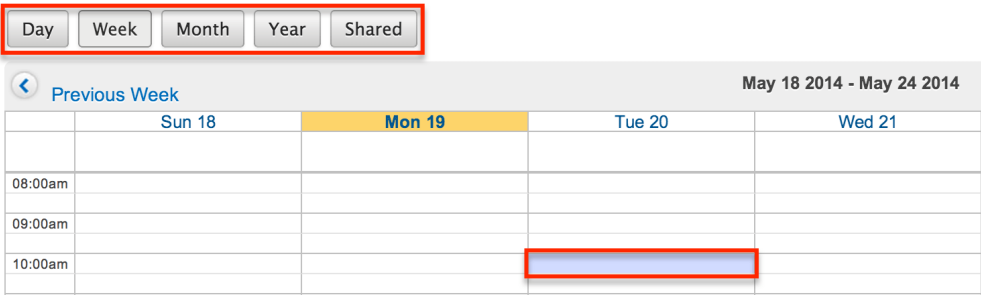 Day Week Month Year Shared
May 18 2014 - May 24 2014
Previous Week
Sun 18 Mon 19 Tue 20 Wed 21
08:00am
09:00am
10:00am